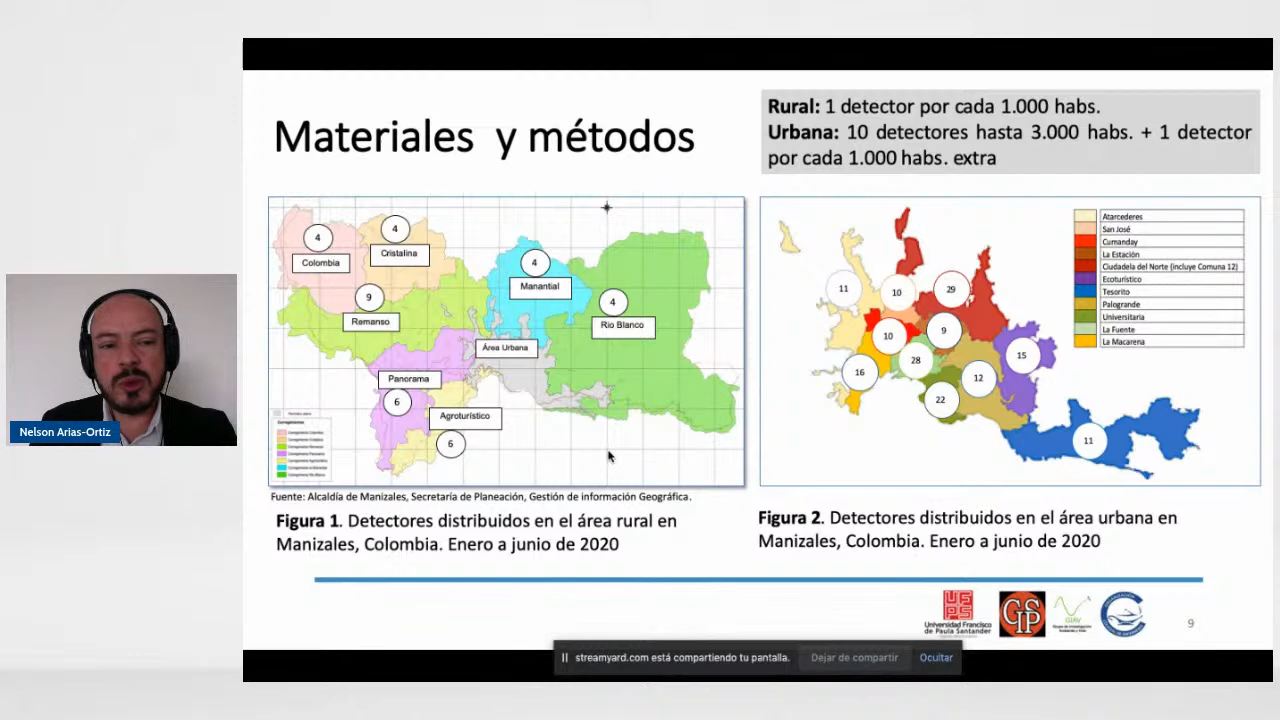 Materiales y métodos
Rural: 1 detector por cada 1.000 habs.
Urbana: 10 detectores hasta 3.000 habs. + 1 detector
por cada 1.000 habs. extra
4
Colombia
4
Cristalina
9
Remanso
4
Manantial
4
Rio Blanco
Área Urbana
Panorama
6
Agroturístico
6
11
10
29
10
9
28
16
22
12
15
11
Atardeceres
San José
Cumanday
La Estación
Ciudadela del Norte (incluye Comuna 12)
Ecoturístico
Tesorito
Palogrande
Universitaria
La Fuente
La Macarena
Fuente: Alcaldía de Manizales, Secretaría de Planeación, Gestión de información Geográfica.
Figura 1. Detectores distribuidos en el área rural en
Manizales, Colombia. Enero a junio de 2020
Figura 2. Detectores distribuidos en el área urbana en
Manizales, Colombia. Enero a junio de 2020
Nelson Arias-Ortiz
UFPS
Universidad Francisco
de Paula Santander
GIAV
9
streamyard.com está compartiendo tu pantalla.
Dejar de compartir
Ocultar